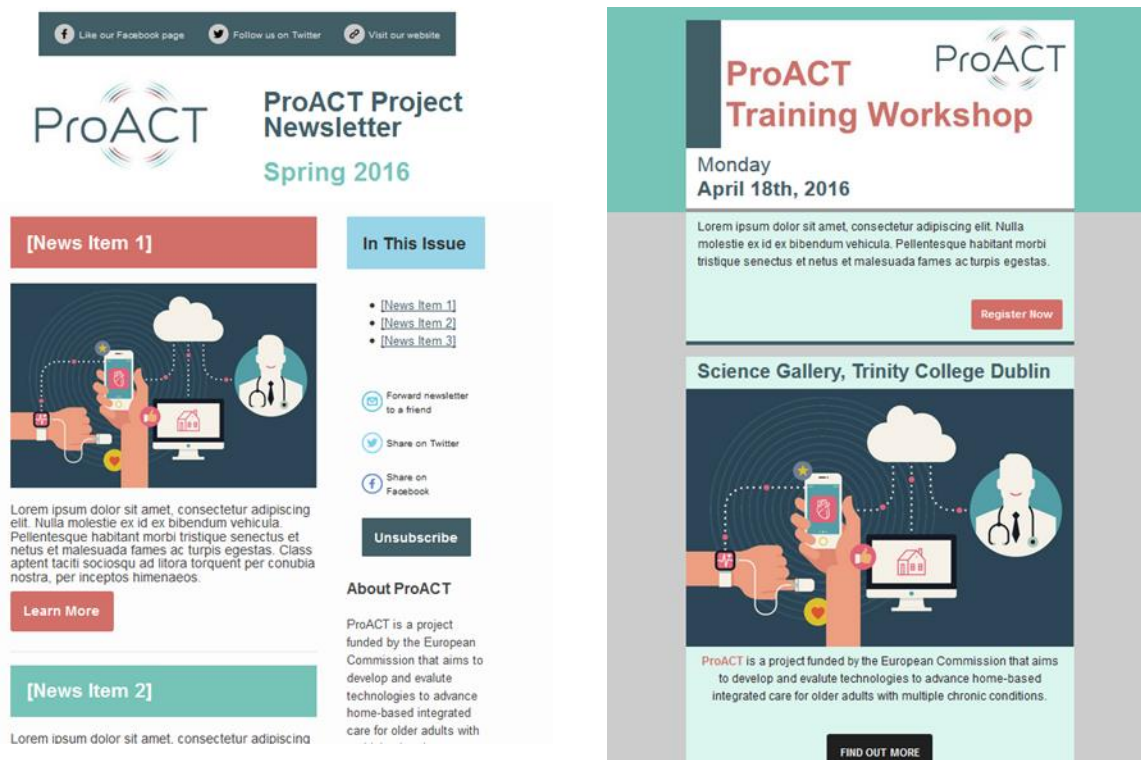 Like our Facebook page
Follow us on Twitter
Visit our website
ProACT
ProACT Project
Newsletter
Spring 2016
[News Item 1]
Lorem ipsum dolor sit amet, consectetur adipiscing
elit. Nulla molestie ex id ex bibendum vehicula.
Pellentesque habitant morbi tristique senectus et
netus et malesuada fames ac turpis egestas. Class
aptent taciti sociosqu ad litora torquent per conubia
nostra, per inceptos himenaeos.
Learn More
[News Item 2]
Lorem ipsum dolor sit amet, consectetur adipiscing
In This Issue
[News Item 1]
[News Item 2]
[News Item 3]
Forward newsletter
to a friend
Share on Twitter
Share on
Facebook
Unsubscribe
About ProACT
ProACT is a project
funded by the European
Commission that aims to
develop and evalute
technologies to advance
home-based integrated
care for older adults with
ProACT
Training Workshop
ProACT
Monday
April 18th, 2016
Lorem ipsum dolor sit amet, consectetur adipiscing elit. Nulla
molestie ex id ex bibendum vehicula. Pellentesque habitant morbi
tristique senectus et netus et malesuada fames ac turpis egestas.
Register Now
Science Gallery, Trinity College Dublin
ProACT is a project funded by the European Commission that aims
to develop and evalute technologies to advance home-based
integrated care for older adults with multiple chronic conditions.
FIND OUT MORE